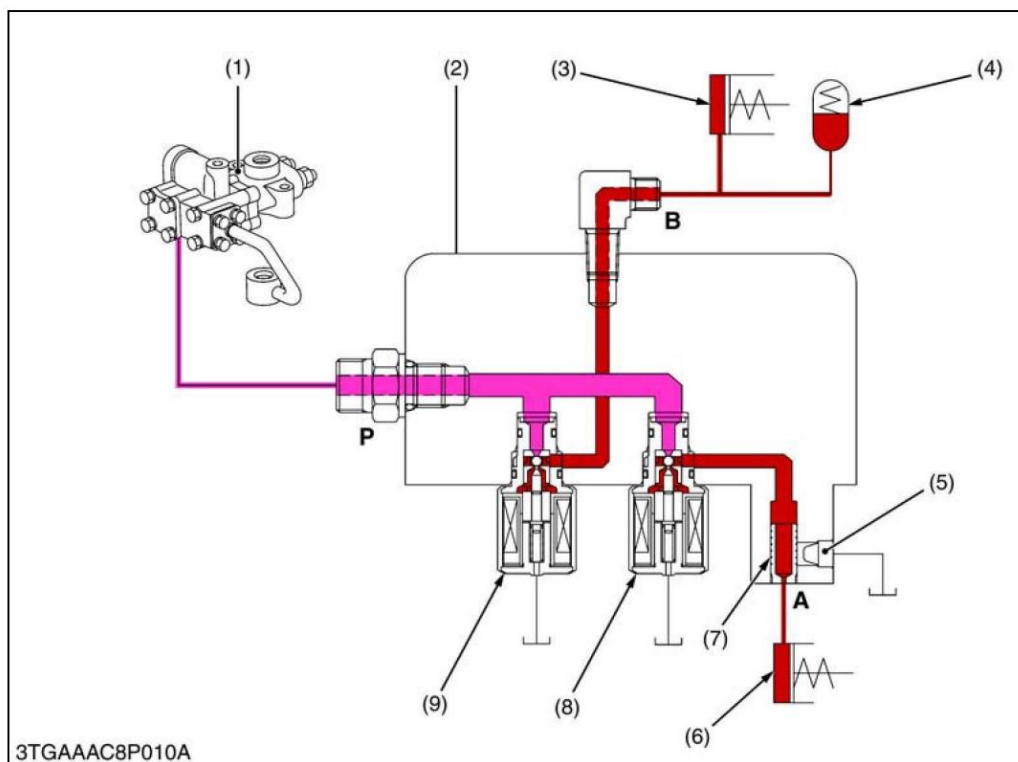 (1)
(2)
(3)
(4)
B
P
(5)
A
(7)
(9)
(8)
(6)
3TGAAAC8P010A